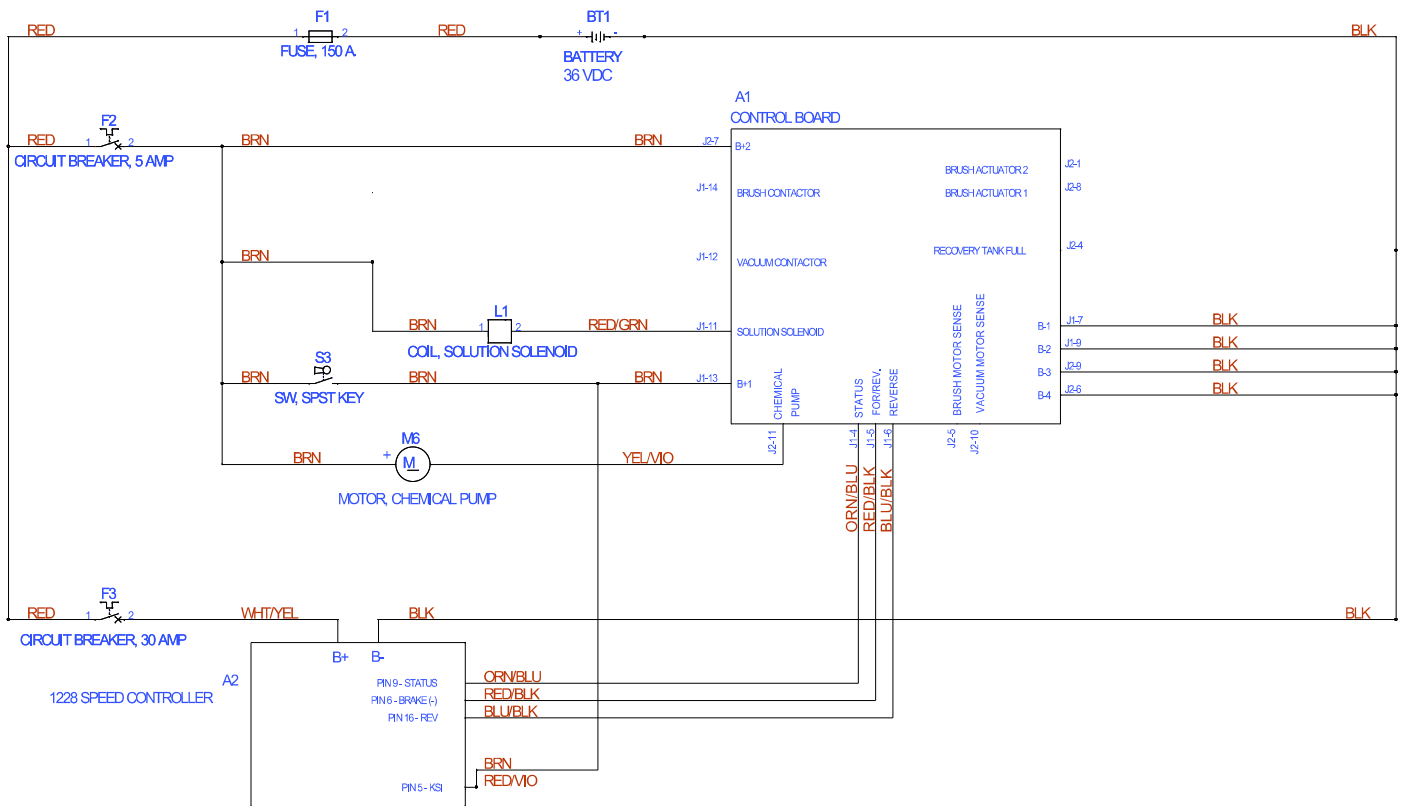 RED
F1
1
2
FUSE, 150 A.
RED
BT1
+
-
BATTERY
36 VDC
BLK
A1
CONTROL BOARD
RED
F2
1
2
CIRCUIT BREAKER, 5 AMP
BRN
BRN
J2-7
B+2
J1-14
BRUSH CONTACTOR
BRUSH ACTUATOR 2
J2-1
BRUSH ACTUATOR 1
J2-8
BRN
J1-12
VACUUM CONTACTOR
RECOVERY TANK FULL
J2-4
BRN
L1
1
2
COIL, SOLUTION SOLENOID
RED/GRN
J1-11
SOLUTION SOLENOID
B-1
J1-7
BLK
B-2
J1-9
BLK
B-3
J2-9
BLK
B-4
J2-6
BLK
BRN
S3
SW, SPST KEY
BRN
BRN
J1-13
B+1
CHEMICAL
PUMP
J2-11
STATUS
J1-4
FOR/REV.
J1-5
REVERSE
J1-6
BRUSH MOTOR SENSE
J2-5
VACUUM MOTOR SENSE
J2-10
BRN
M6
+
M
MOTOR, CHEMICAL PUMP
YEL/VIO
ORN/BLU
RED/BLK
BLU/BLK
RED
F3
1
2
CIRCUIT BREAKER, 30 AMP
WHT/YEL
BLK
BLK
B+
B-
A2
1228 SPEED CONTROLLER
PIN 9 - STATUS
ORN/BLU
PIN 6 - BRAKE (-)
RED/BLK
PIN 16 - REV
BLU/BLK
BRN
PIN 5 - KSI
RED/VIO